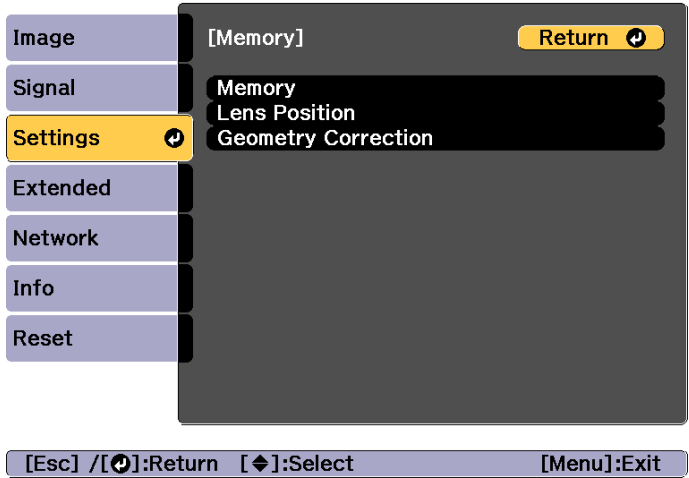 Image
Signal
Settings
Extended
Network
Info
Reset
[Memory]
Return
Memory
Lens Position
Geometry Correction
[Esc] /[⏎]:Return [◆]:Select [Menu]:Exit